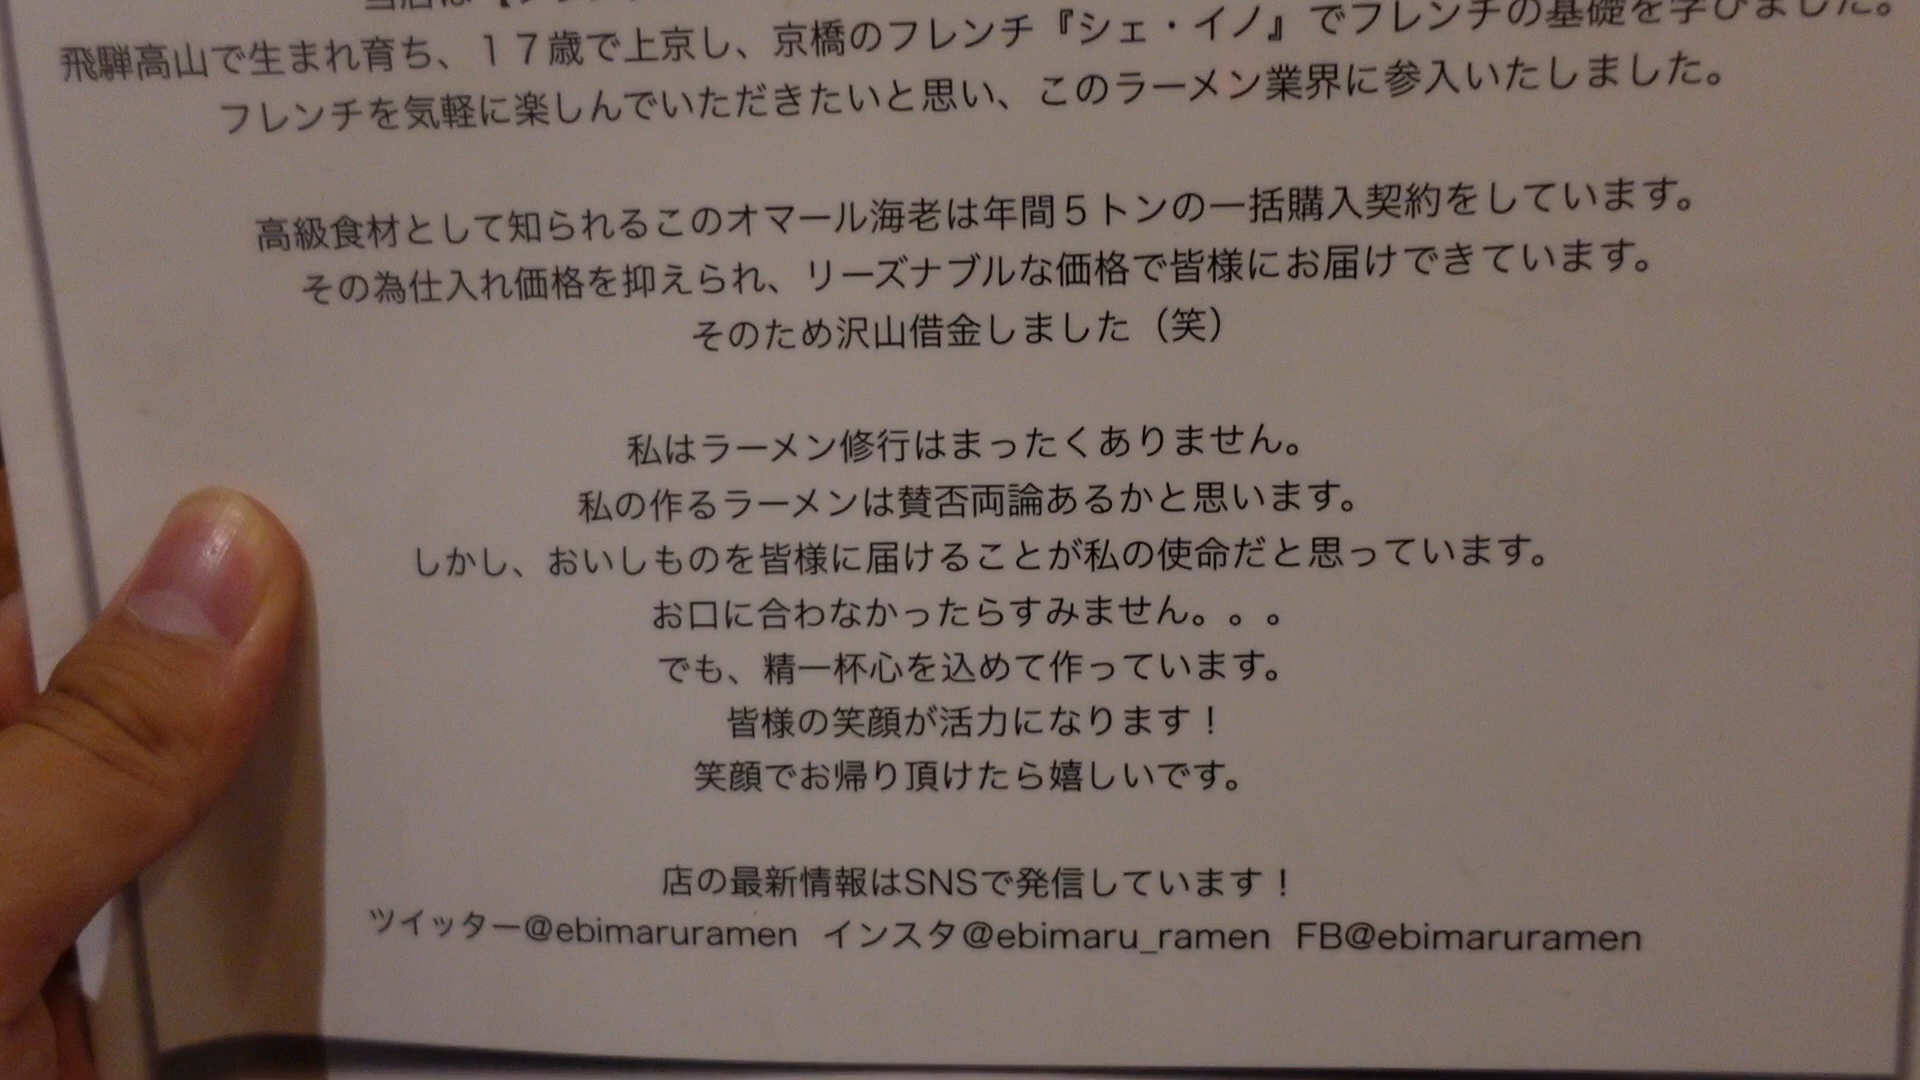 飛騨高山で生まれ育ち、１７歳で上京し、京橋のフレンチ『シェ・イノ』でフレンチの基礎を学びました。
フレンチを気軽に楽しんでいただきたいと思い、このラーメン業界に参入いたしました。
高級食材として知られるこのオマール海老は年間５トンの一括購入契約をしています。
その為仕入れ価格を抑えられ、リーズナブルな価格で皆様にお届けできています。
そのため沢山借金しました（笑）
私はラーメン修行はまったくありません。
私の作るラーメンは賛否両論あるかと思います。
しかし、おいしものを皆様に届けることが私の使命だと思っています。
お口に合わなかったらすみません。。。
でも、精一杯心を込めて作っています。
皆様の笑顔が活力になります！
笑顔でお帰り頂けたら嬉しいです。
店の最新情報はSNSで発信しています！
ツイッター@ebimaruramen インスタ@ebimaru_ramen FB@ebimaruramen